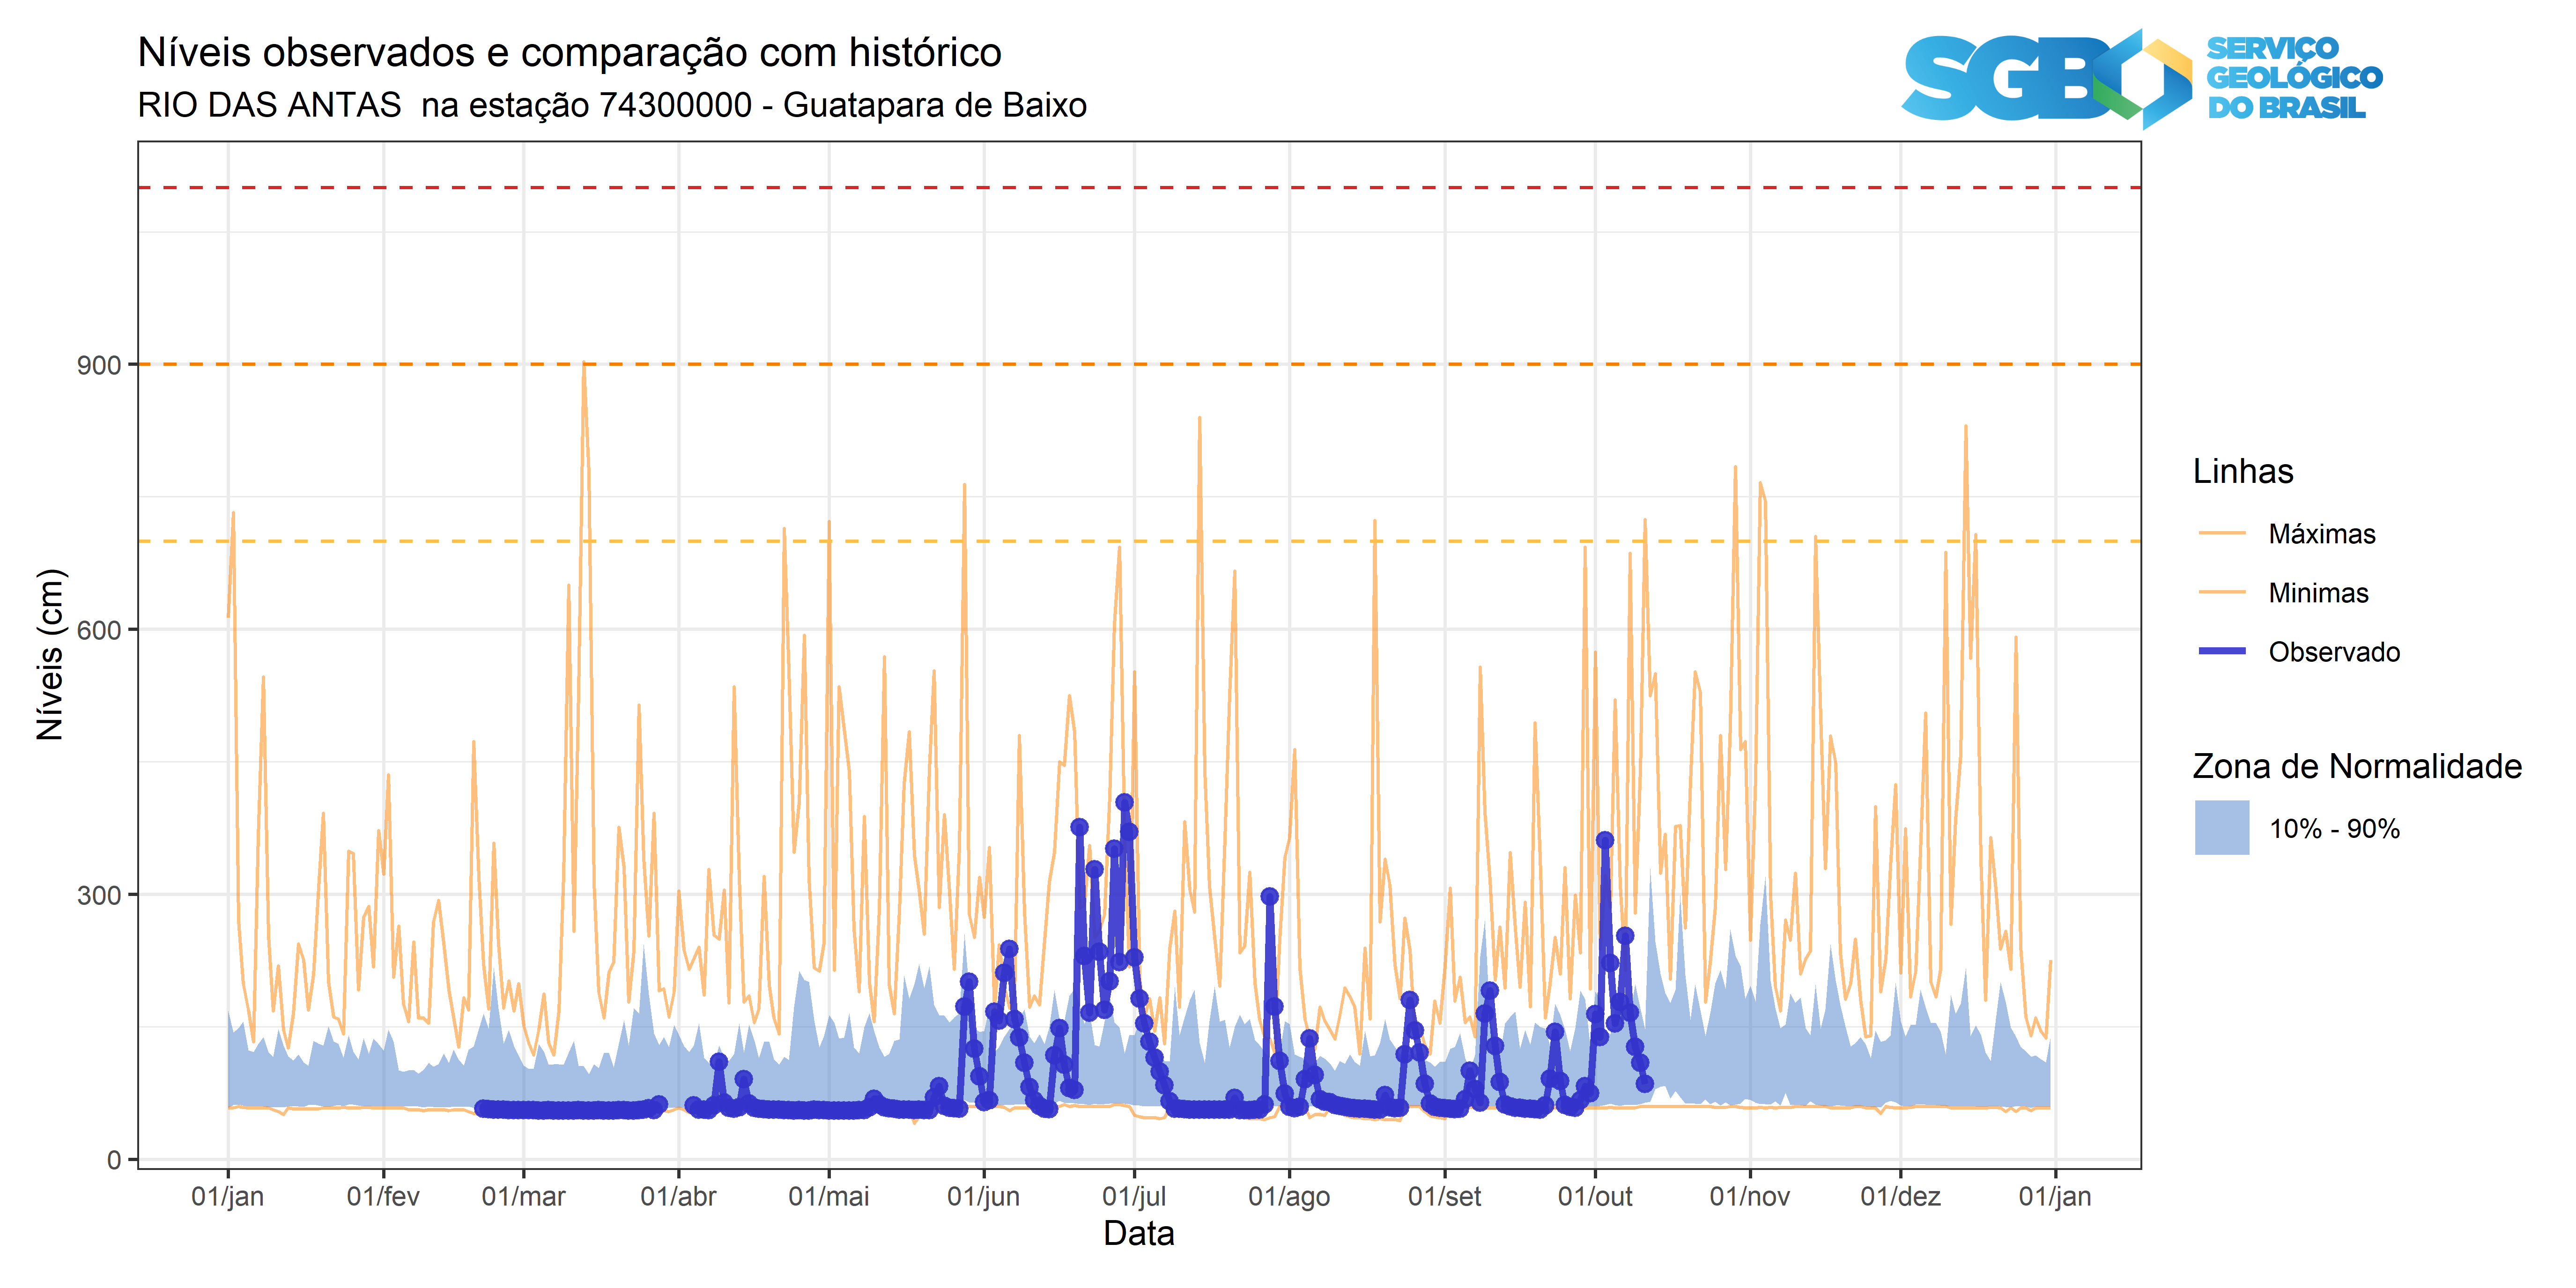 Níveis observados e comparação com histórico
RIO DAS ANTAS  na estação 74300000 - Guatapara de Baixo
SGB
SERVIÇO
GEOLÓGICO
DO BRASIL
Níveis (cm)
900
600
300
0
01/jan
01/fev
01/mar
01/abr
01/mai
01/jun
01/jul
01/ago
01/set
01/out
01/nov
01/dez
01/jan
Data
Linhas
Máximas
Minimas
Observado
Zona de Normalidade
10% - 90%